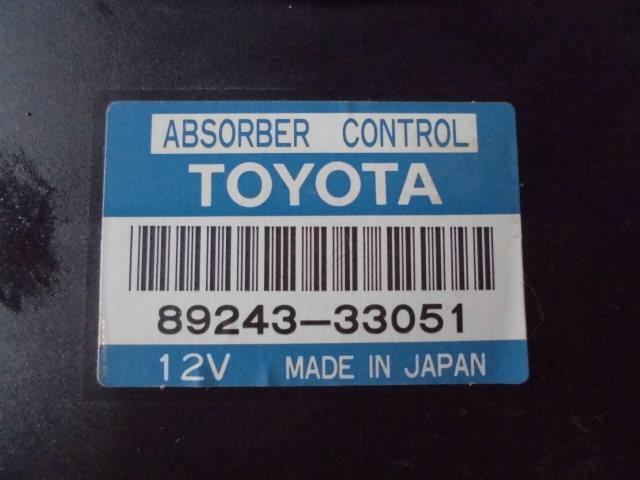 ABSORBER CONTROL
TOYOTA
89243-33051
12V MADE IN JAPAN